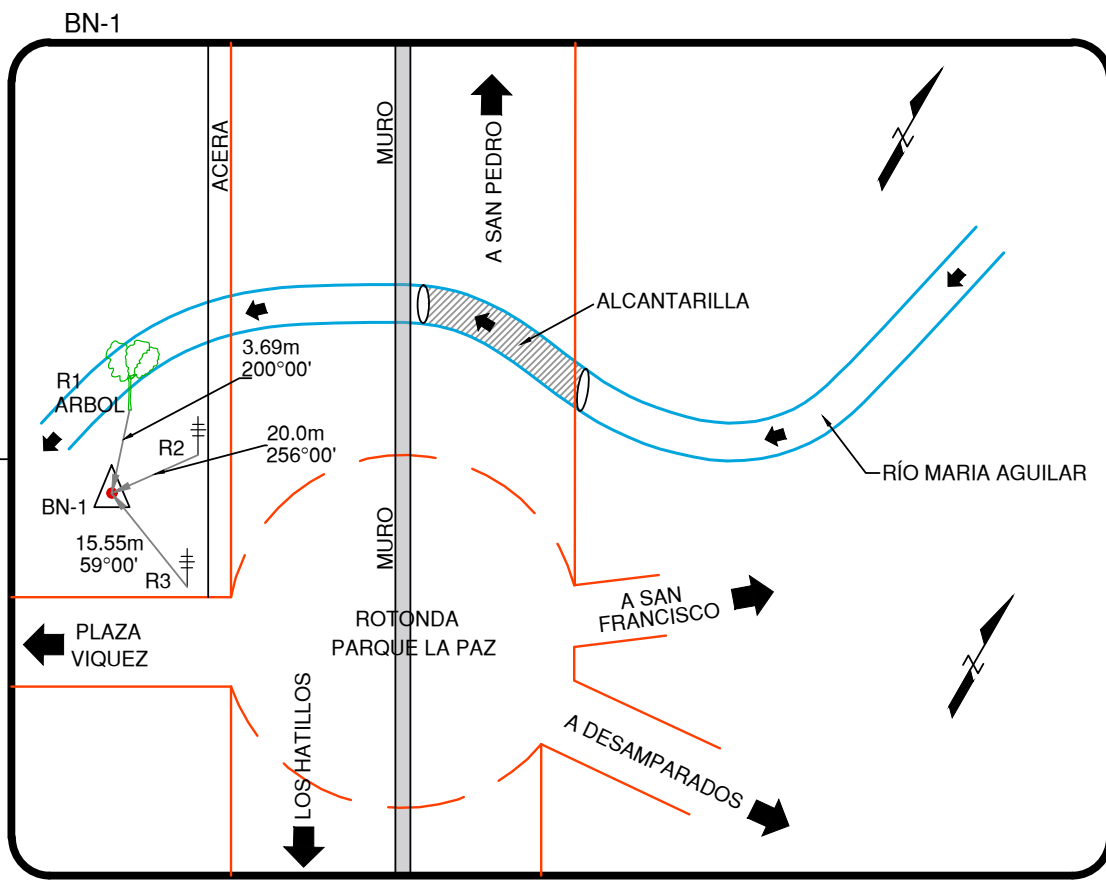 BN-1
ACERA
MURO
A SAN PEDRO
N
ALCANTARILLA
3.69m
200°00'
R1
ARBOL
R2
20.0m
256°00'
RÍO MARIA AGUILAR
BN-1
MURO
15.55m
59°00'
R3
A SAN
FRANCISCO
ROTONDA
PARQUE LA PAZ
PLAZA
VIQUEZ
N
LOS HATILLOS
A DESAMPARADOS